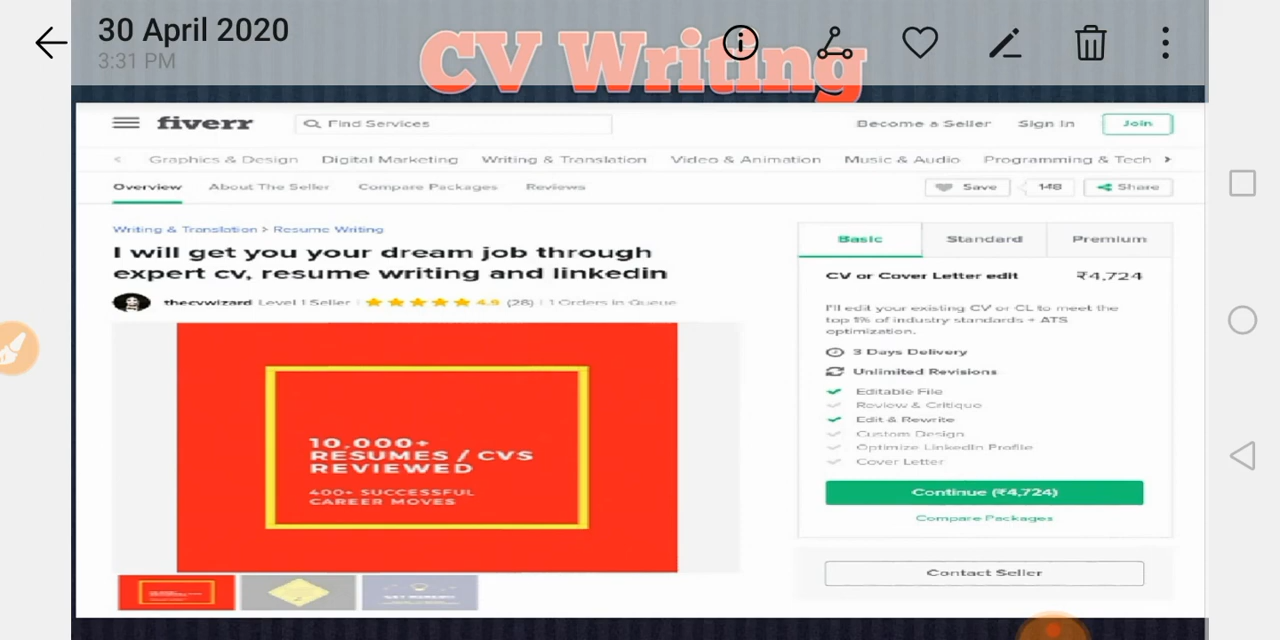 30 April 2020
3:31 PM
CV Writing
fiverr
Find Services
Become a Seller
Sign In
Join
Graphics & Design
Digital Marketing
Writing & Translation
Video & Animation
Music & Audio
Programming & Tech
Overview
About The Seller
Compare Packages
Reviews
Save
148
Share
Writing & Translation > Resume Writing
I will get you your dream job through
expert cv, resume writing and linkedin
thecvwizard Level 1 Seller 4.9 (28) 1 Orders in Queue
10,000+
RESUMES / CVS
REVIEWED
400+ SUCCESSFUL
CAREER MOVES
Basic
Standard
Premium
CV or Cover Letter edit ₹4,724
I'll edit your existing CV or CL to meet the
top 1% of industry standards + ATS
optimization.
3 Days Delivery
Unlimited Revisions
Editable File
Review & Critique
Edit & Rewrite
Custom Design
Optimize LinkedIn Profile
Cover Letter
Continue (₹4,724)
Compare Packages
Contact Seller